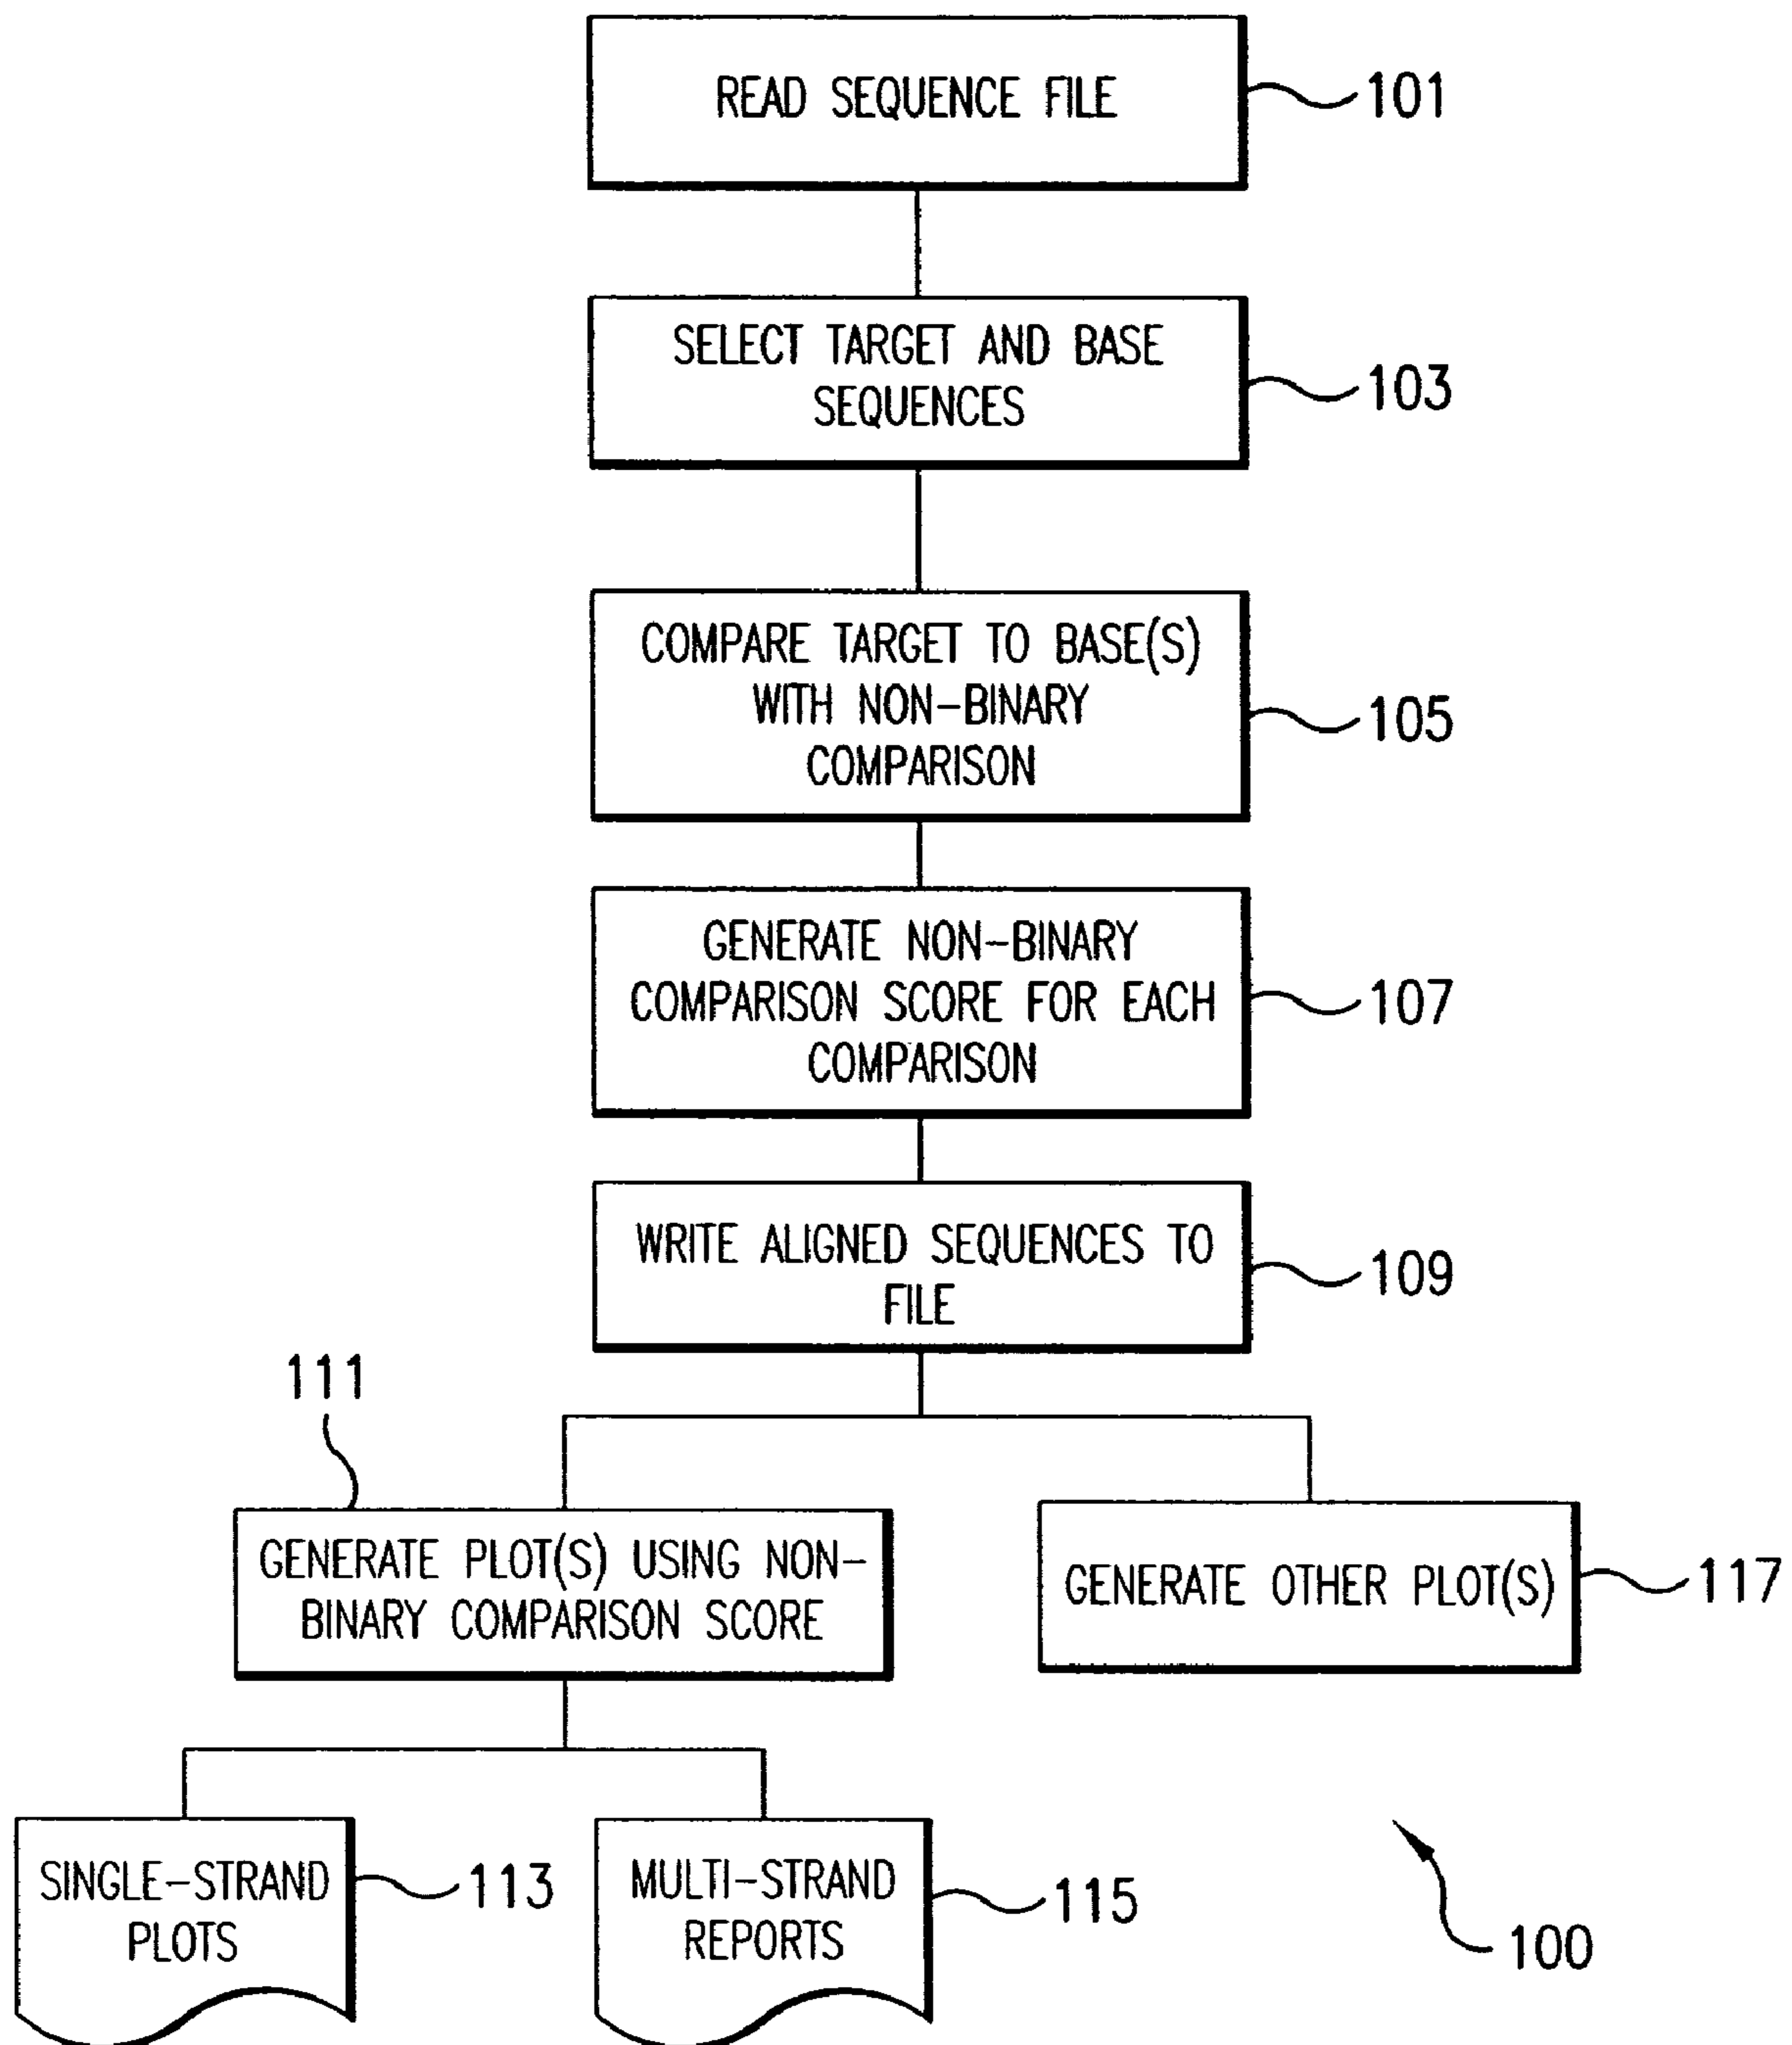 READ SEQUENCE FILE
101
SELECT TARGET AND BASE
SEQUENCES
103
COMPARE TARGET TO BASE(S)
WITH NON-BINARY
COMPARISON
105
GENERATE NON-BINARY
COMPARISON SCORE FOR EACH
COMPARISON
107
WRITE ALIGNED SEQUENCES TO
FILE
109
111
GENERATE PLOT(S) USING NON-
BINARY COMPARISON SCORE
GENERATE OTHER PLOT(S)
117
SINGLE-STRAND
PLOTS
113
MULTI-STRAND
REPORTS
115
100